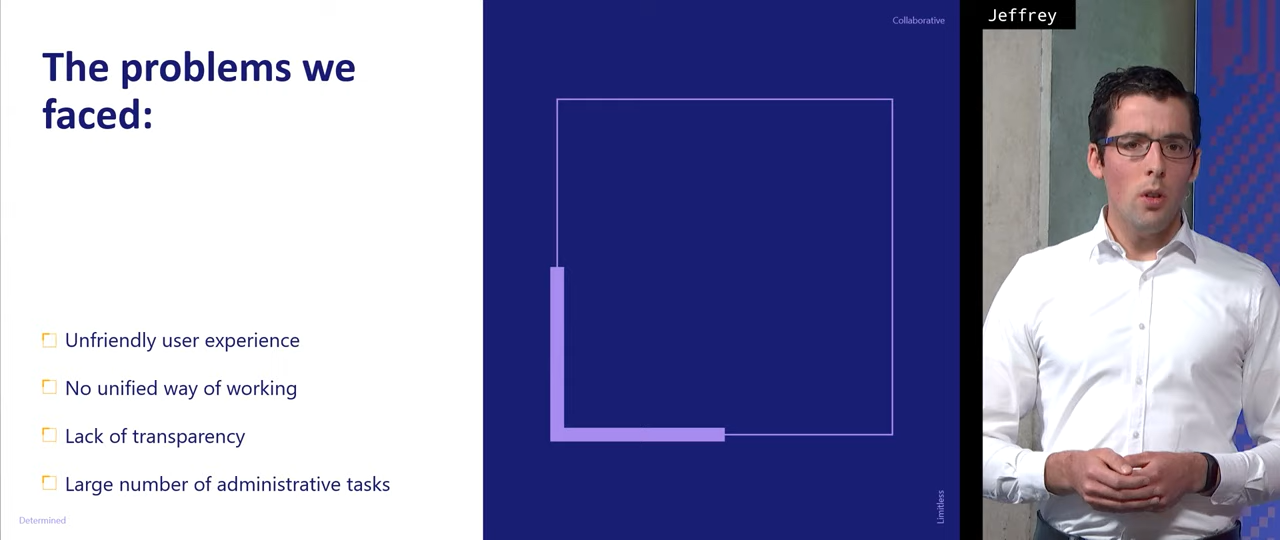 The problems we
faced:
Unfriendly user experience
No unified way of working
Lack of transparency
Large number of administrative tasks
Determined
Collaborative
Limitless
Jeffrey